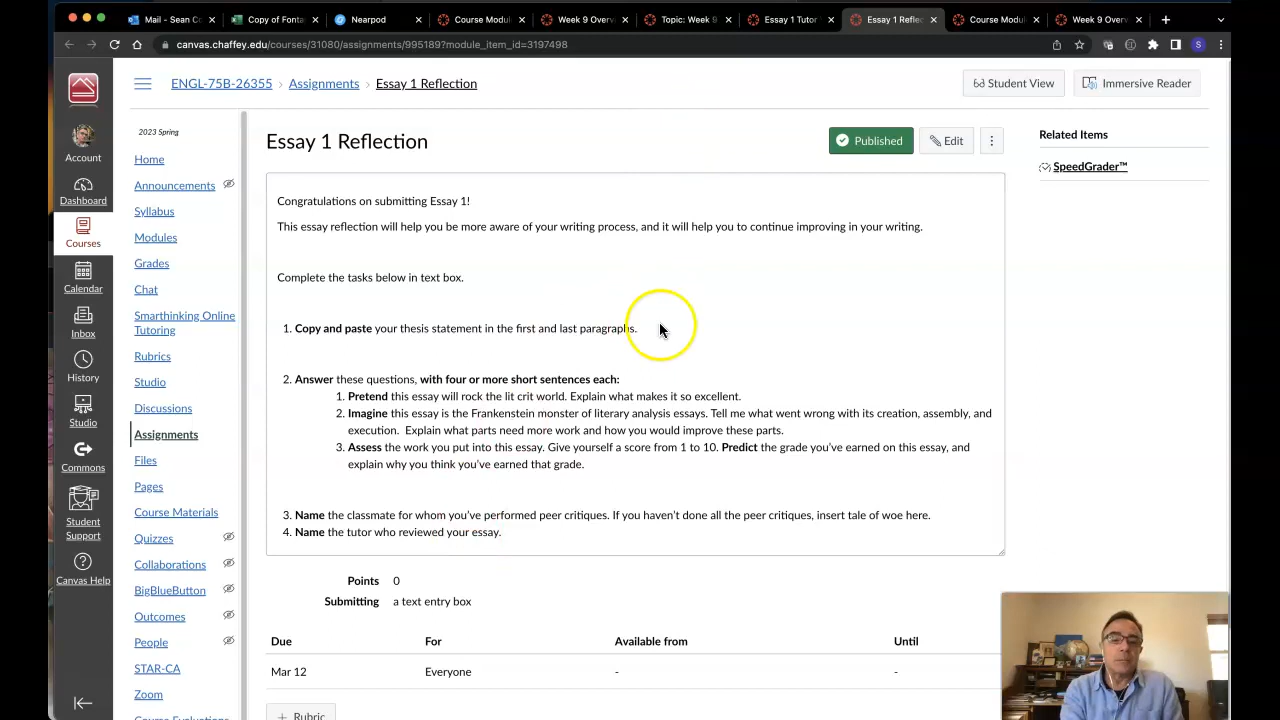 Mail - Sean Co
Copy of Fonta
Nearpod
Course Modul
Week 9 Overv
Topic: Week 9
Essay 1 Tutor
Essay 1 Reflec
Course Modul
Week 9 Overv
canvas.chaffey.edu/courses/31080/assignments/995189?module_item_id=3197498
ENGL-75B-26355 > Assignments > Essay 1 Reflection
Student View
Immersive Reader
Account
Dashboard
Courses
Calendar
Inbox
History
Studio
Commons
Student
Support
Canvas Help
2023 Spring
Home
Announcements
Syllabus
Modules
Grades
Chat
Smarthinking Online
Tutoring
Rubrics
Studio
Discussions
Assignments
Files
Pages
Course Materials
Quizzes
Collaborations
BigBlueButton
Outcomes
People
STAR-CA
Zoom
Course Evaluations
Essay 1 Reflection
Published
Edit
Related Items
SpeedGrader™
Congratulations on submitting Essay 1!
This essay reflection will help you be more aware of your writing process, and it will help you to continue improving in your writing.
Complete the tasks below in text box.
1. Copy and paste your thesis statement in the first and last paragraphs.
2. Answer these questions, with four or more short sentences each:
1. Pretend this essay will rock the lit crit world. Explain what makes it so excellent.
2. Imagine this essay is the Frankenstein monster of literary analysis essays. Tell me what went wrong with its creation, assembly, and
execution. Explain what parts need more work and how you would improve these parts.
3. Assess the work you put into this essay. Give yourself a score from 1 to 10. Predict the grade you've earned on this essay, and
explain why you think you've earned that grade.
3. Name the classmate for whom you've performed peer critiques. If you haven't done all the peer critiques, insert tale of woe here.
4. Name the tutor who reviewed your essay.
Points 0
Submitting a text entry box
Due For Available from Until
Mar 12 Everyone - -
+ Rubric